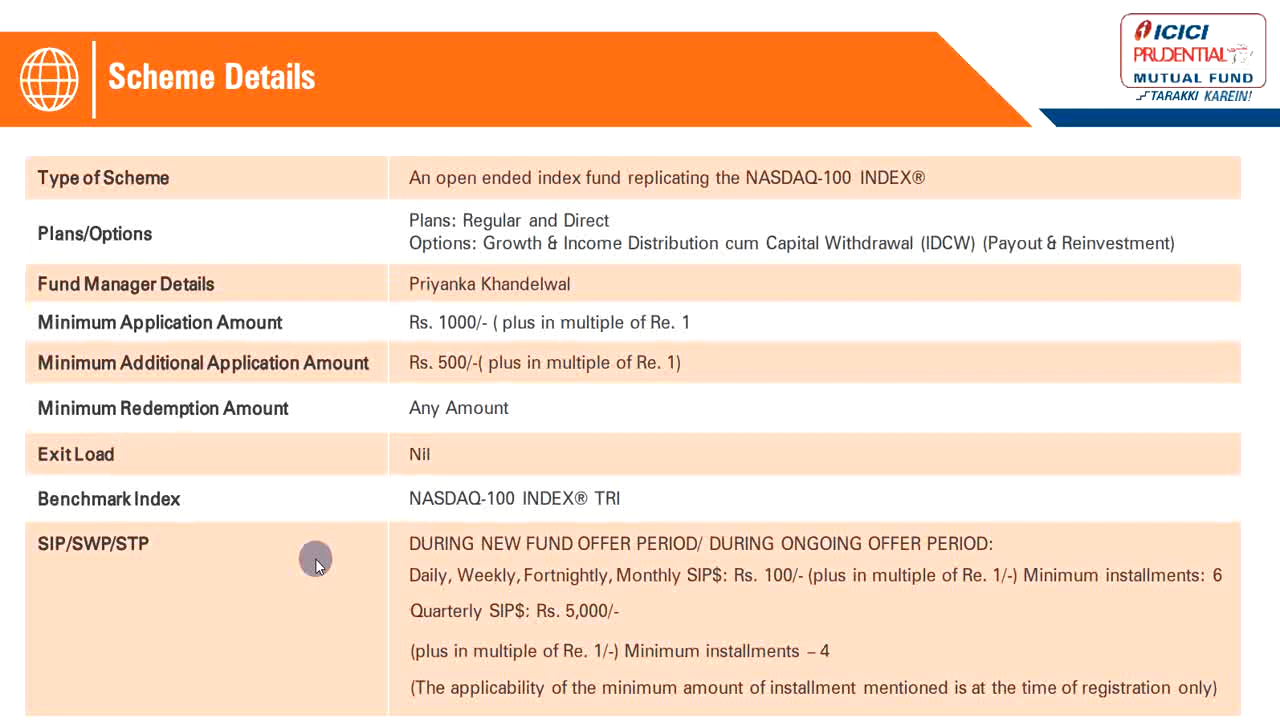 Scheme Details
ICICI
PRUDENTIAL
MUTUAL FUND
TARAKKI KAREIN!
Type of Scheme
An open ended index fund replicating the NASDAQ-100 INDEX®
Plans/Options
Plans: Regular and Direct
Options: Growth & Income Distribution cum Capital Withdrawal (IDCW) (Payout & Reinvestment)
Fund Manager Details
Priyanka Khandelwal
Minimum Application Amount
Rs. 1000/- ( plus in multiple of Re. 1
Minimum Additional Application Amount
Rs. 500/-( plus in multiple of Re. 1)
Minimum Redemption Amount
Any Amount
Exit Load
Nil
Benchmark Index
NASDAQ-100 INDEX® TRI
SIP/SWP/STP
DURING NEW FUND OFFER PERIOD/ DURING ONGOING OFFER PERIOD:
Daily, Weekly, Fortnightly, Monthly SIP$: Rs. 100/- (plus in multiple of Re. 1/-) Minimum installments: 6
Quarterly SIP$: Rs. 5,000/-
(plus in multiple of Re. 1/-) Minimum installments – 4
(The applicability of the minimum amount of installment mentioned is at the time of registration only)